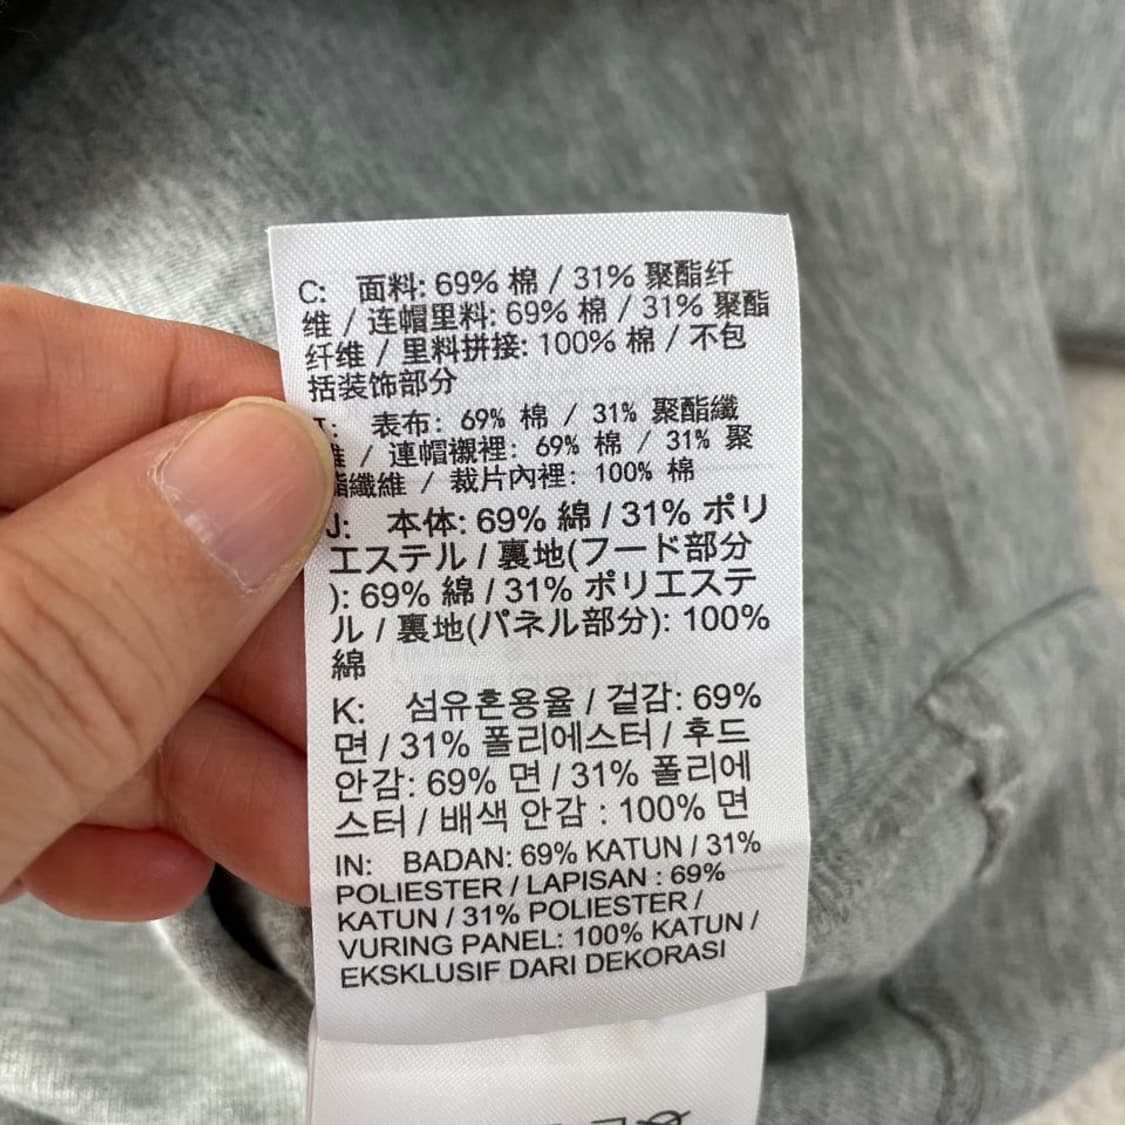 C: 面料: 69% 棉 / 31% 聚酯纤
维 / 连帽里料: 69% 棉 / 31% 聚酯
纤维 / 里料拼接: 100% 棉 / 不包
括装饰部分
T: 表布: 69% 棉 / 31% 聚酯纖
維 / 連帽襯裡: 69% 棉 / 31% 聚
酯纖維 / 裁片內裡: 100% 棉
J: 本体: 69% 綿 / 31% ポリ
エステル / 裏地(フード部分
): 69% 綿 / 31% ポリエステ
ル / 裏地(パネル部分): 100%
綿
K: 섬유혼용율 / 겉감: 69%
면 / 31% 폴리에스터 / 후드
안감: 69% 면 / 31% 폴리에
스터 / 배색 안감 : 100% 면
IN: BADAN: 69% KATUN / 31%
POLIESTER / LAPISAN : 69%
KATUN / 31% POLIESTER /
VURING PANEL: 100% KATUN /
EKSKLUSIF DARI DEKORASI